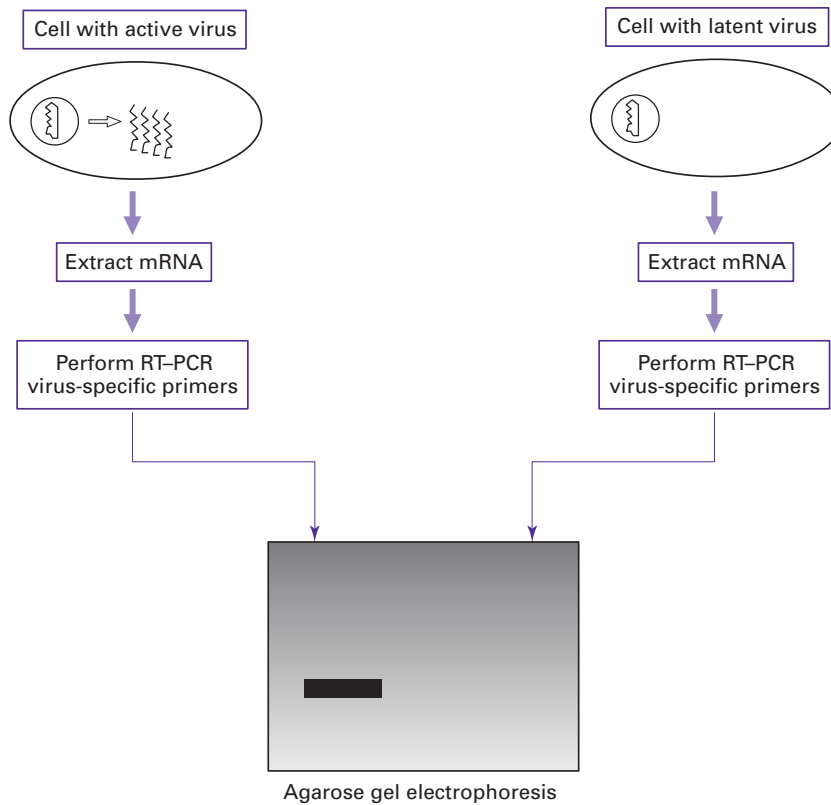 Cell with active virus
Cell with latent virus
Extract mRNA
Extract mRNA
Perform RT–PCR
virus-specific primers
Perform RT–PCR
virus-specific primers
Agarose gel electrophoresis